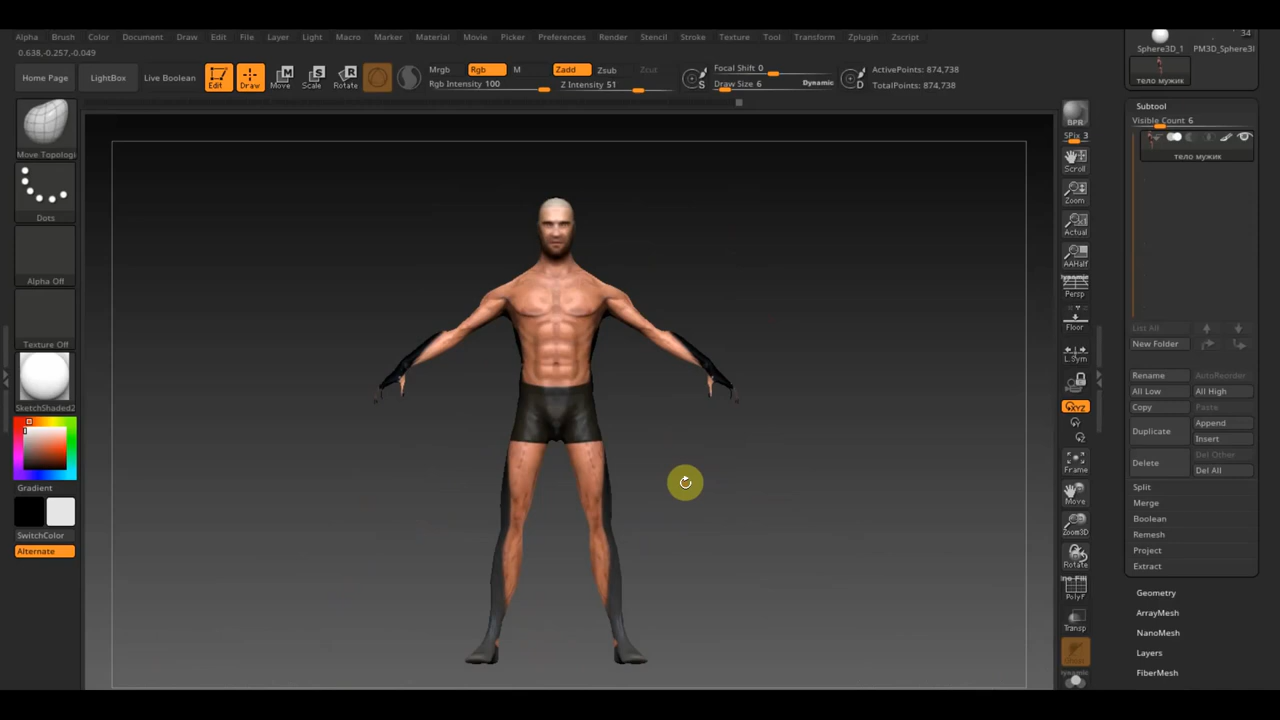 Alpha Brush Color Document Draw Edit File Layer Light Macro Marker Material Movie Picker Preferences Render Stencil Stroke Texture Tool Transform Zplugin Zscript
0.638,-0.257,-0.049
Home Page LightBox Live Boolean Edit Draw Move Scale Rotate
Mrgb Rgb M Zadd Zsub Zcut
Rgb Intensity 100 Z Intensity 51
Focal Shift 0
Draw Size 6 Dynamic
ActivePoints: 874,738
TotalPoints: 874,738
Move Topologi
Dots
Alpha Off
Texture Off
SketchShaded2
Gradient
SwitchColor
Alternate
BPR
SPix 3
Scroll
Zoom
Actual
AAHalf
Dynamic
Persp
Floor
L.Sym
XYZ
Frame
Move
Zoom3D
Rotate
PolyF
Transp
34
Sphere3D_1
тело мужик
Subtool
Visible Count 6
тело мужик
List All
New Folder
Rename AutoReorder
All Low All High
Copy Paste
Duplicate Append
Insert
Delete Del Other
Del All
Split
Merge
Boolean
Remesh
Project
Extract
Geometry
ArrayMesh
NanoMesh
Layers
FiberMesh